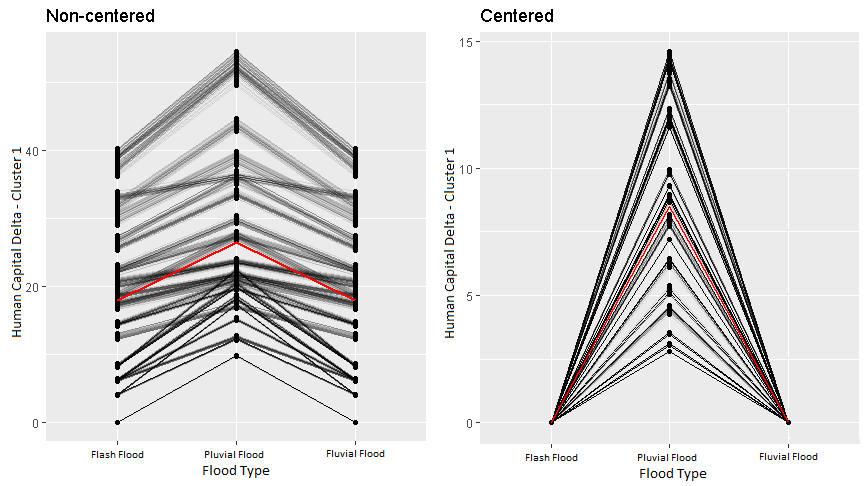 Non-centered
Human Capital Delta - Cluster 1
40
20
0
Flash Flood Pluvial Flood Fluvial Flood
Flood Type
Centered
Human Capital Delta - Cluster 1
15
10
5
0
Flash Flood Pluvial Flood Fluvial Flood
Flood Type